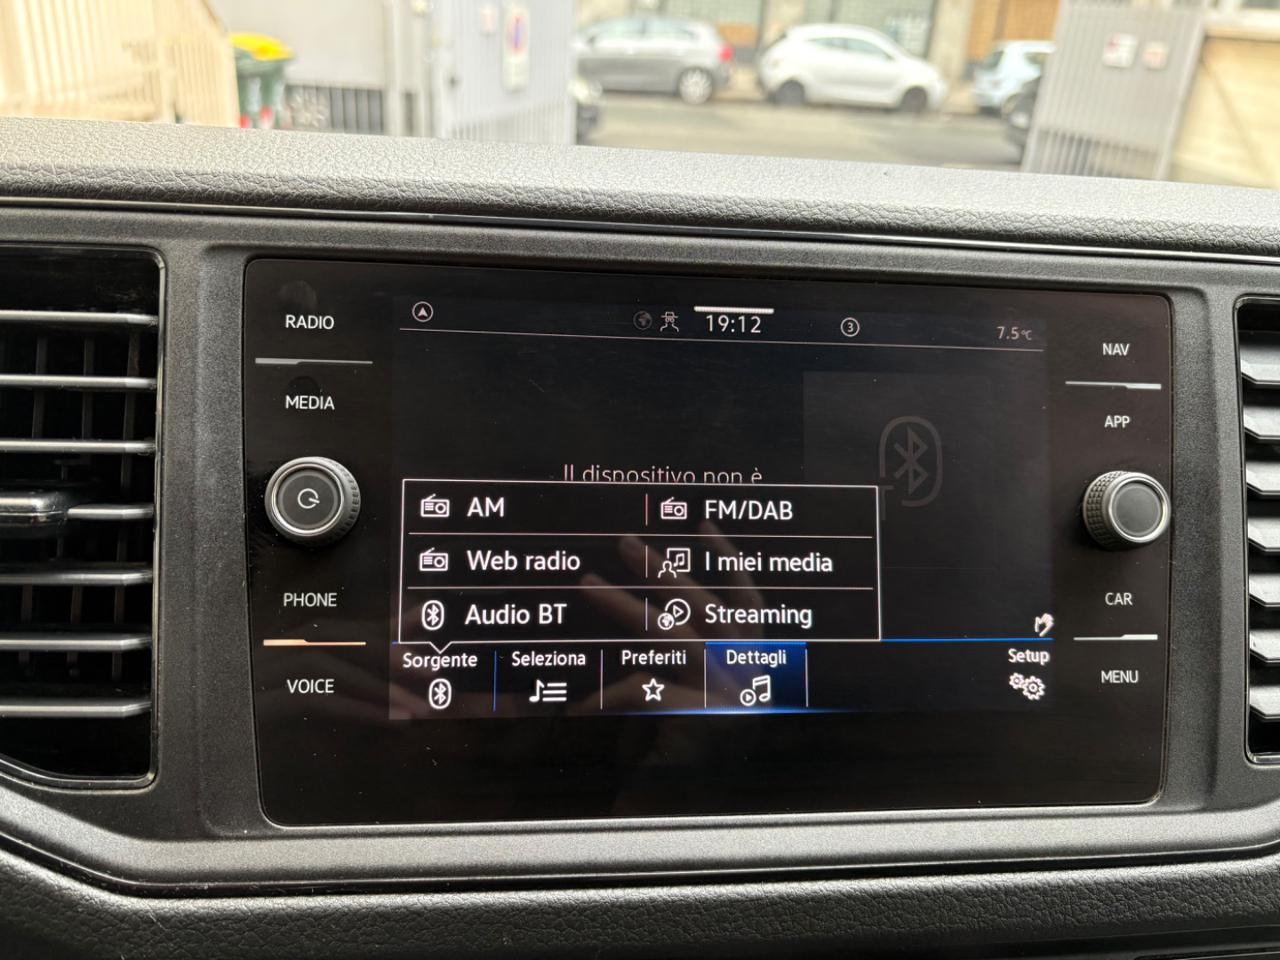 RADIO
MEDIA
PHONE
VOICE
19:12
3
7.5°C
Il dispositivo non è
AM
FM/DAB
Web radio
I miei media
Audio BT
Streaming
Sorgente
Seleziona
Preferiti
Dettagli
Setup
NAV
APP
CAR
MENU